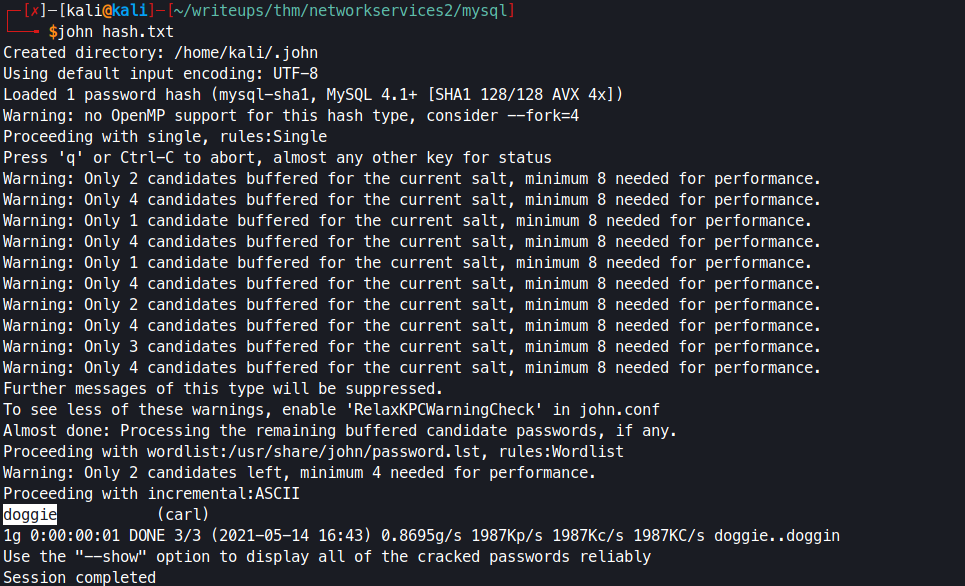 ┌─[✗]─[kali@kali]─[~/writeups/thm/networkservices2/mysql]
└──╼ $john hash.txt
Created directory: /home/kali/.john
Using default input encoding: UTF-8
Loaded 1 password hash (mysql-sha1, MySQL 4.1+ [SHA1 128/128 AVX 4x])
Warning: no OpenMP support for this hash type, consider --fork=4
Proceeding with single, rules:Single
Press 'q' or Ctrl-C to abort, almost any other key for status
Warning: Only 2 candidates buffered for the current salt, minimum 8 needed for performance.
Warning: Only 4 candidates buffered for the current salt, minimum 8 needed for performance.
Warning: Only 1 candidate buffered for the current salt, minimum 8 needed for performance.
Warning: Only 4 candidates buffered for the current salt, minimum 8 needed for performance.
Warning: Only 1 candidate buffered for the current salt, minimum 8 needed for performance.
Warning: Only 4 candidates buffered for the current salt, minimum 8 needed for performance.
Warning: Only 2 candidates buffered for the current salt, minimum 8 needed for performance.
Warning: Only 4 candidates buffered for the current salt, minimum 8 needed for performance.
Warning: Only 3 candidates buffered for the current salt, minimum 8 needed for performance.
Warning: Only 4 candidates buffered for the current salt, minimum 8 needed for performance.
Further messages of this type will be suppressed.
To see less of these warnings, enable 'RelaxKPCWarningCheck' in john.conf
Almost done: Processing the remaining buffered candidate passwords, if any.
Proceeding with wordlist:/usr/share/john/password.lst, rules:Wordlist
Warning: Only 2 candidates left, minimum 4 needed for performance.
Proceeding with incremental:ASCII
doggie           (carl)
1g 0:00:00:01 DONE 3/3 (2021-05-14 16:43) 0.8695g/s 1987Kp/s 1987Kc/s 1987KC/s doggie..doggin
Use the "--show" option to display all of the cracked passwords reliably
Session completed